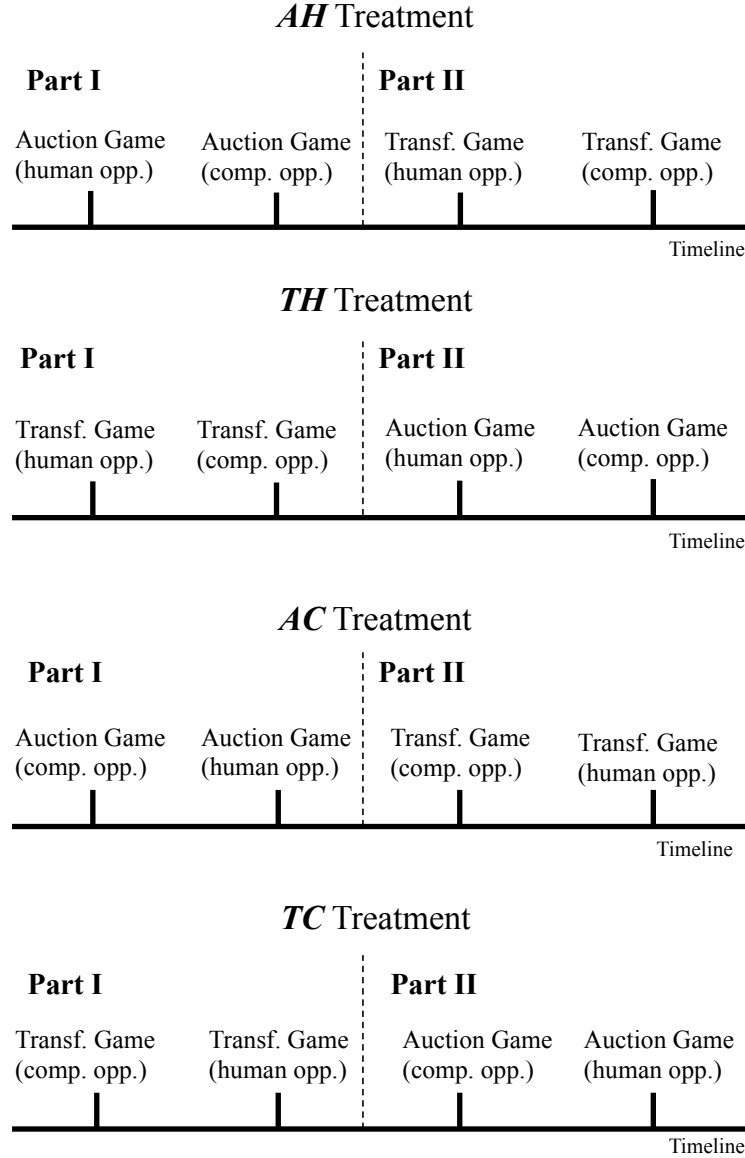 AH Treatment
Part I
Part II
Auction Game
(human opp.)
Auction Game
(comp. opp.)
Transf. Game
(human opp.)
Transf. Game
(comp. opp.)
Timeline
TH Treatment
Part I
Part II
Transf. Game
(human opp.)
Transf. Game
(comp. opp.)
Auction Game
(human opp.)
Auction Game
(comp. opp.)
Timeline
AC Treatment
Part I
Part II
Auction Game
(comp. opp.)
Auction Game
(human opp.)
Transf. Game
(comp. opp.)
Transf. Game
(human opp.)
Timeline
TC Treatment
Part I
Part II
Transf. Game
(comp. opp.)
Transf. Game
(human opp.)
Auction Game
(comp. opp.)
Auction Game
(human opp.)
Timeline